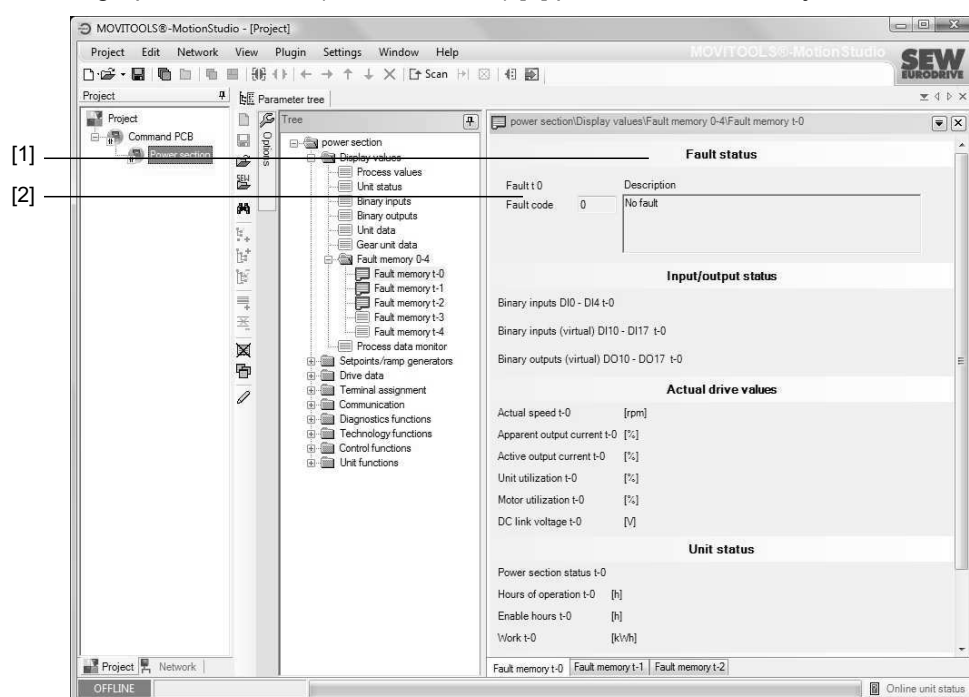 MOVITOOLS®-MotionStudio - [Project]
Project Edit Network View Plugin Settings Window Help
MOVITOOLS®-MotionStudio
SEW
EURODRIVE
Scan
Project
Parameter tree
Project
Command PCB
Power section
Options
Tree
power section
Display values
Process values
Unit status
Binary inputs
Binary outputs
Unit data
Gear unit data
Fault memory 0-4
Fault memory t-0
Fault memory t-1
Fault memory t-2
Fault memory t-3
Fault memory t-4
Process data monitor
Setpoints/ramp generators
Drive data
Terminal assignment
Communication
Diagnostics functions
Technology functions
Control functions
Unit functions
power section\Display values\Fault memory 0-4\Fault memory t-0
[1]
Fault status
Fault t 0 Description
[2]
Fault code 0 No fault
Input/output status
Binary inputs DI0 - DI4 t-0
Binary inputs (virtual) DI10 - DI17 t-0
Binary outputs (virtual) DO10 - DO17 t-0
Actual drive values
Actual speed t-0 [rpm]
Apparent output current t-0 [%]
Active output current t-0 [%]
Unit utilization t-0 [%]
Motor utilization t-0 [%]
DC link voltage t-0 [V]
Unit status
Power section status t-0
Hours of operation t-0 [h]
Enable hours t-0 [h]
Work t-0 [kWh]
Project Network
Fault memory t-0 Fault memory t-1 Fault memory t-2
OFFLINE
Online unit status